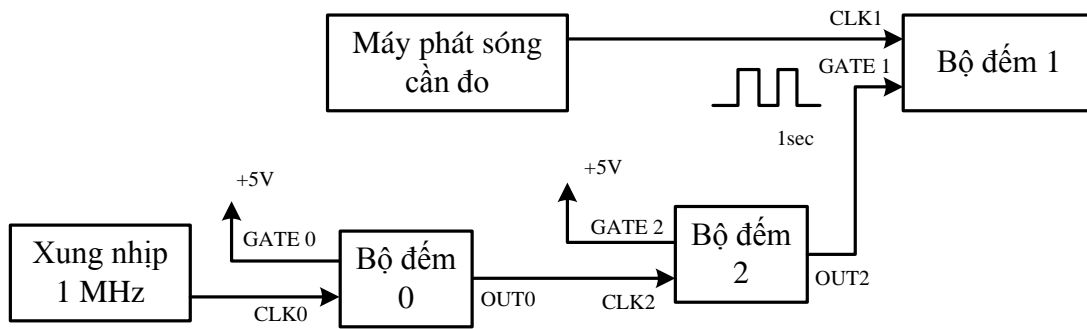 CLK1
Máy phát sóng
cần đo
GATE 1
Bộ đếm 1
1sec
+5V
+5V
GATE 0
GATE 2
Xung nhịp
1 MHz
Bộ đếm
0
Bộ đếm
2
CLK0
OUT0
CLK2
OUT2